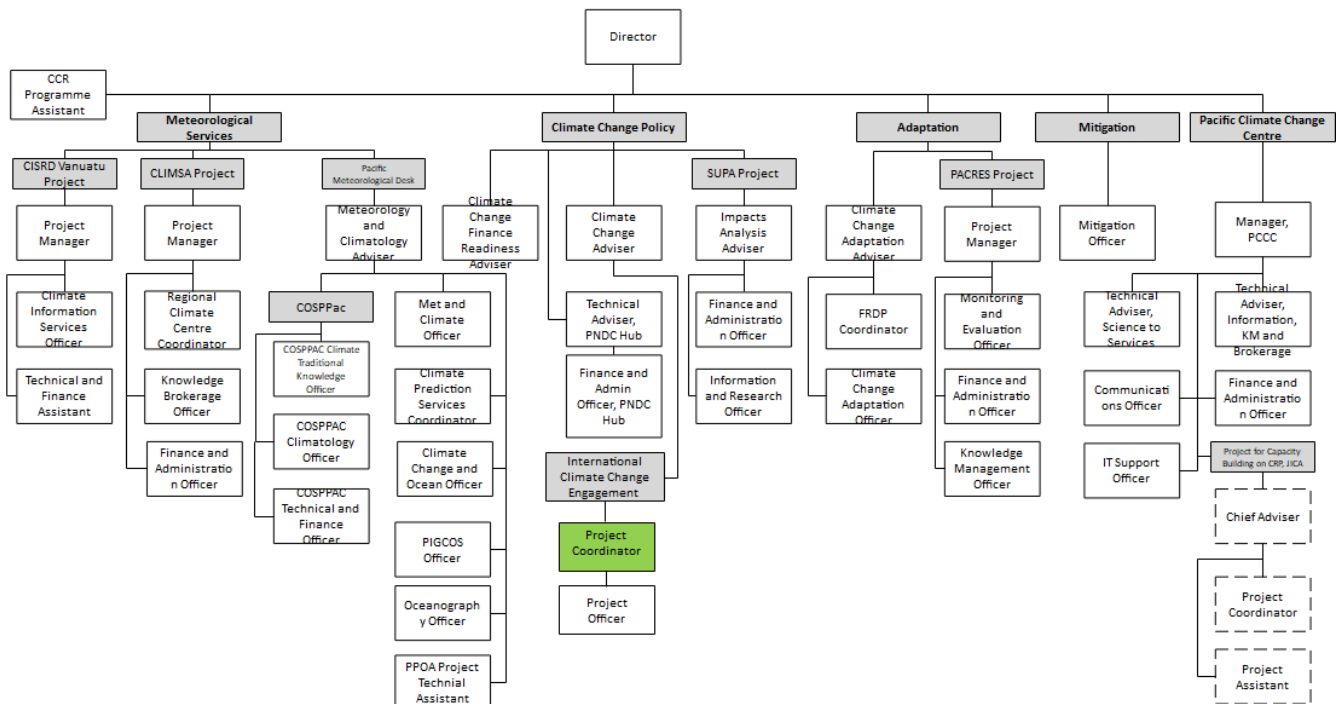 Director
CCR
Programme
Assistant
Meteorological
Services
Climate Change Policy
Adaptation
Mitigation
Pacific Climate Change
Centre
CISRD Vanuatu
Project
CLIMSA Project
Pacific
Meteorological Desk
SUPA Project
PACRES Project
Project
Manager
Project
Manager
Meteorology
and
Climatology
Adviser
Climate
Change
Finance
Readiness
Adviser
Climate
Change
Adviser
Impacts
Analysis
Adviser
Climate
Change
Adaptation
Adviser
Project
Manager
Mitigation
Officer
Manager,
PCCC
Climate
Information
Services
Officer
Regional
Climate
Centre
Coordinator
COSPPac
Met and
Climate
Officer
Technical
Adviser,
PNDC Hub
Finance and
Administratio
n Officer
FRDP
Coordinator
Monitoring
and
Evaluation
Officer
Technical
Adviser,
Science to
Services
Technical
Adviser,
Information,
KM and
Brokerage
COSPPAC Climate
Traditional
Knowledge
Officer
Technical and
Finance
Assistant
Knowledge
Brokerage
Officer
Climate
Prediction
Services
Coordinator
Finance and
Admin
Officer, PNDC
Hub
Information
and Research
Officer
Climate
Change
Adaptation
Officer
Finance and
Administratio
n Officer
Communicati
ons Officer
Finance and
Administratio
n Officer
Finance and
Administratio
n Officer
COSPPAC
Climatology
Officer
Climate
Change and
Ocean Officer
International
Climate Change
Engagement
Knowledge
Management
Officer
IT Support
Officer
Project for Capacity
Building on CRP, JICA
COSPPAC
Technical and
Finance
Officer
Chief Adviser
PIGCOS
Officer
Project
Coordinator
Oceanograph
y Officer
Project
Officer
Project
Coordinator
PPOA Project
Technial
Assistant
Project
Assistant